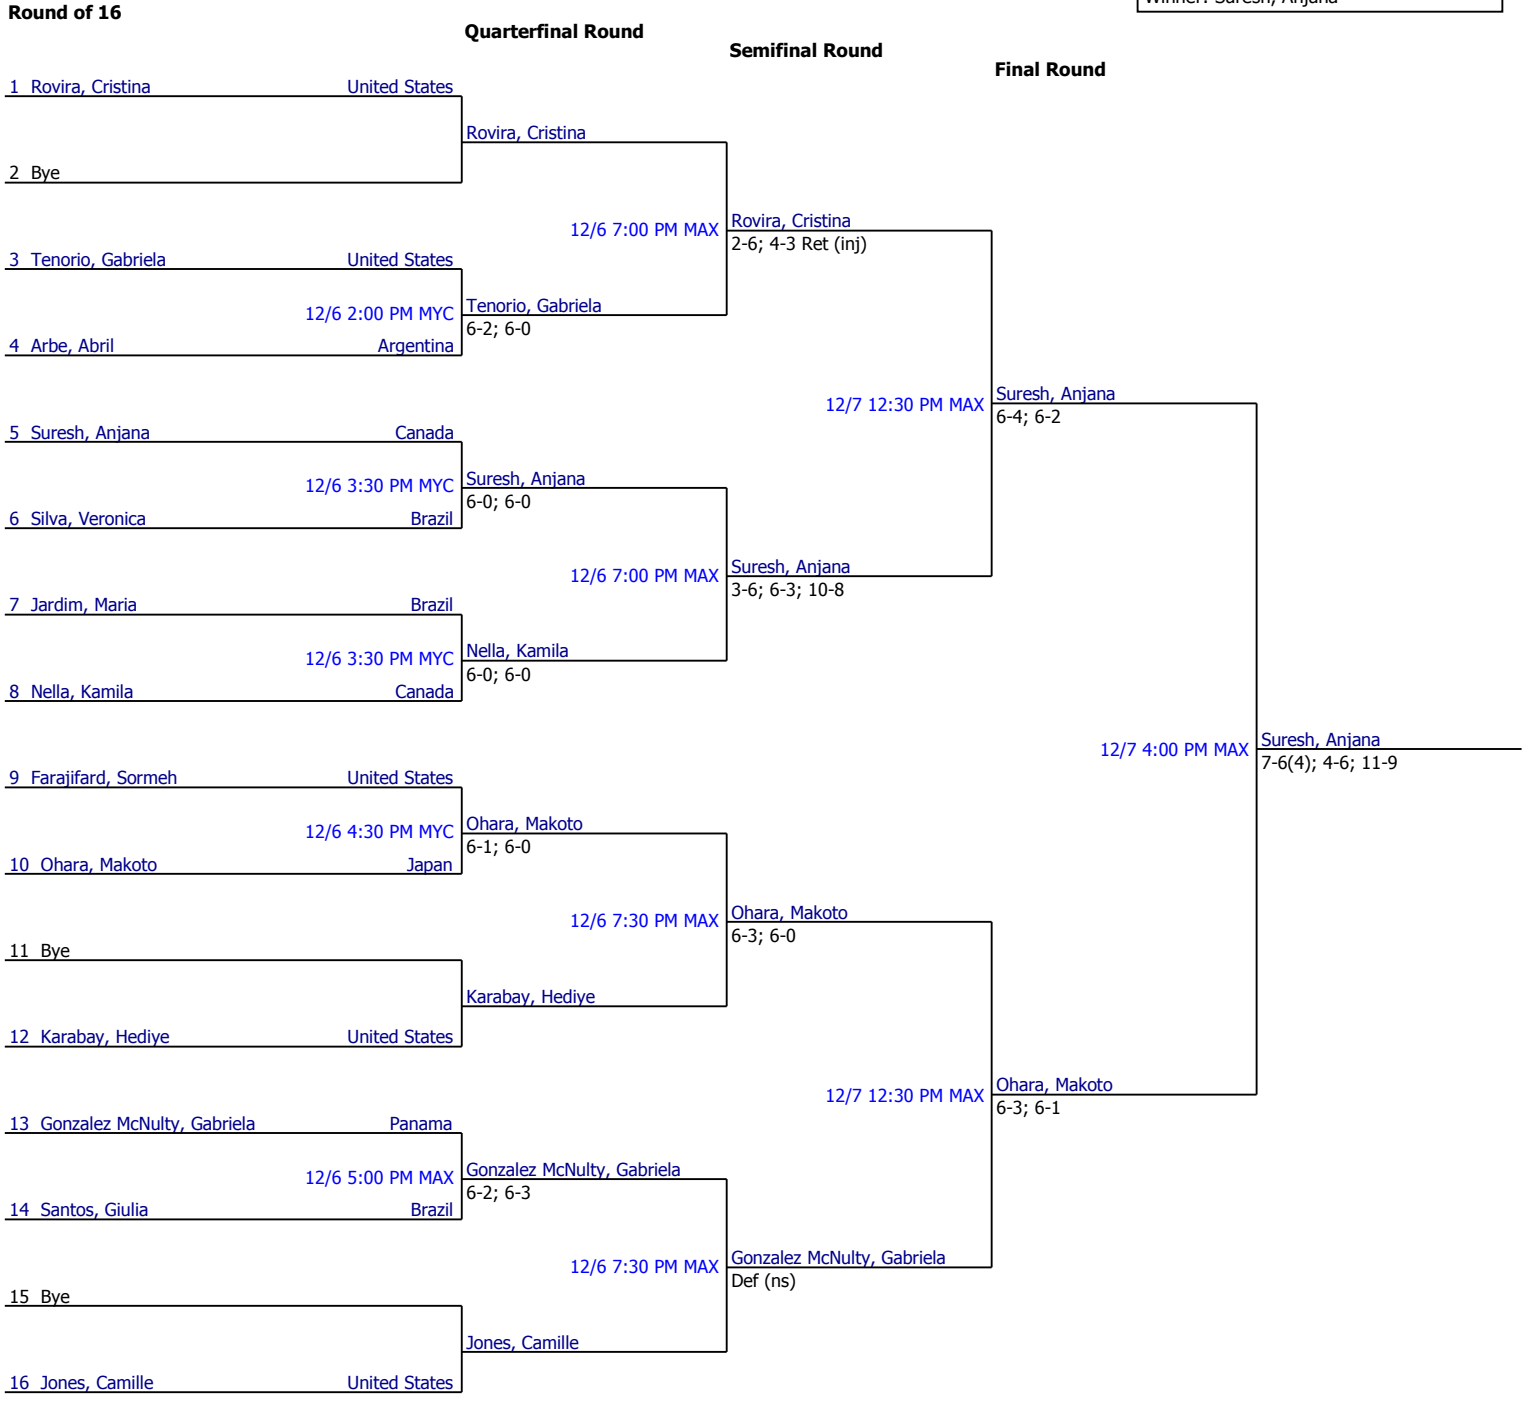 Winner: Suresh, Anjana
Round of 16
Quarterfinal Round
Semifinal Round
Final Round
1 Rovira, Cristina United States
Rovira, Cristina
2 Bye
12/6 7:00 PM MAX Rovira, Cristina
2-6; 4-3 Ret (inj)
3 Tenorio, Gabriela United States
12/6 2:00 PM MYC Tenorio, Gabriela
6-2; 6-0
4 Arbe, Abril Argentina
12/7 12:30 PM MAX Suresh, Anjana
6-4; 6-2
5 Suresh, Anjana Canada
12/6 3:30 PM MYC Suresh, Anjana
6-0; 6-0
6 Silva, Veronica Brazil
12/6 7:00 PM MAX Suresh, Anjana
3-6; 6-3; 10-8
7 Jardim, Maria Brazil
12/6 3:30 PM MYC Nella, Kamila
6-0; 6-0
8 Nella, Kamila Canada
12/7 4:00 PM MAX Suresh, Anjana
7-6(4); 4-6; 11-9
9 Farajifard, Sormeh United States
12/6 4:30 PM MYC Ohara, Makoto
6-1; 6-0
10 Ohara, Makoto Japan
12/6 7:30 PM MAX Ohara, Makoto
6-3; 6-0
11 Bye
Karabay, Hediye
12 Karabay, Hediye United States
12/7 12:30 PM MAX Ohara, Makoto
6-3; 6-1
13 Gonzalez McNulty, Gabriela Panama
12/6 5:00 PM MAX Gonzalez McNulty, Gabriela
6-2; 6-3
14 Santos, Giulia Brazil
12/6 7:30 PM MAX Gonzalez McNulty, Gabriela
Def (ns)
15 Bye
Jones, Camille
16 Jones, Camille United States